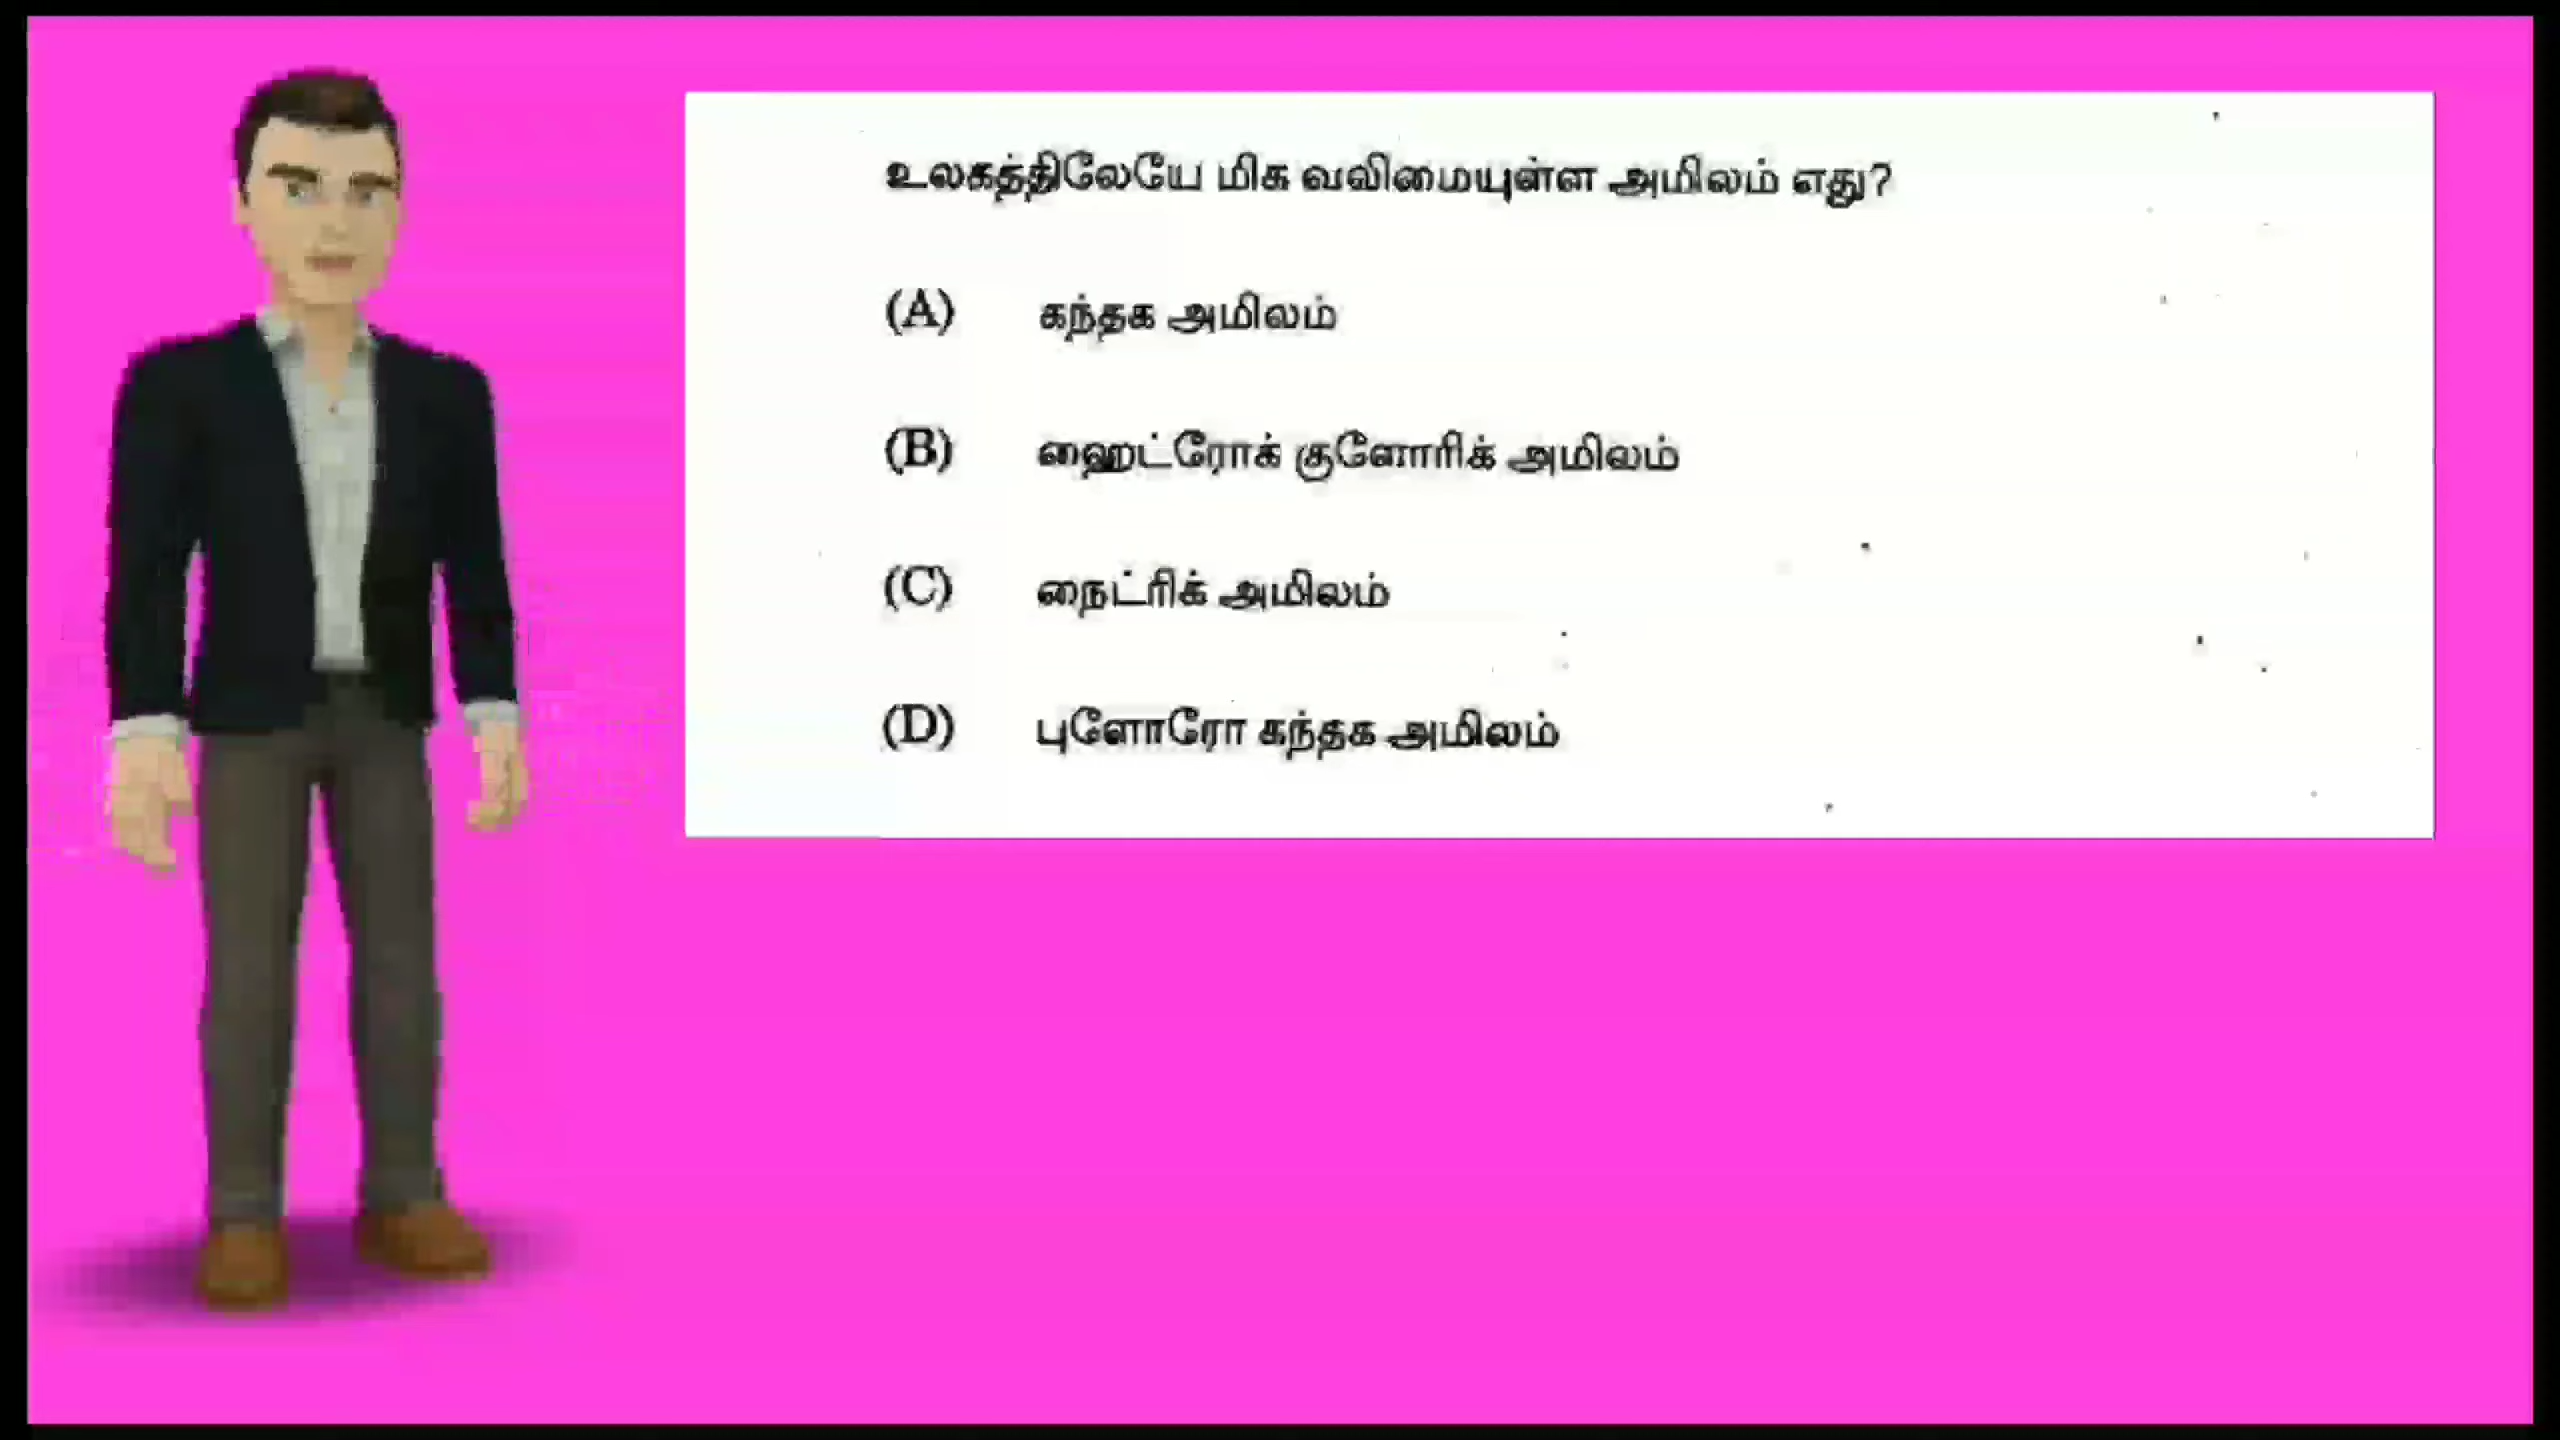 உலகத்திலேயே மிக வலிமையுள்ள அமிலம் எது?
(A) கந்தக அமிலம்
(B) ஹைட்ரோக் குளோரிக் அமிலம்
(C) நைட்ரிக் அமிலம்
(D) புளோரோ கந்தக அமிலம்